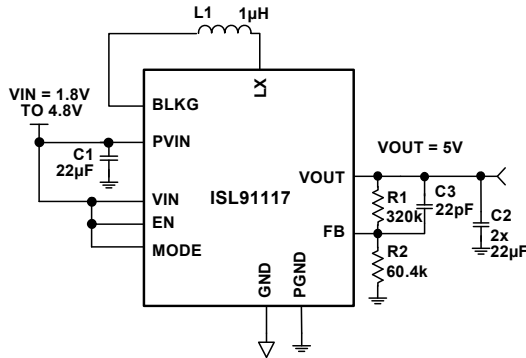 L1 1µH
VIN = 1.8V
TO 4.8V
BLKG
LX
PVIN
C1
22µF
VIN
EN
MODE
ISL91117
VOUT
FB
GND
PGND
VOUT = 5V
R1
320k
C3
22pF
R2
60.4k
C2
2x
22µF